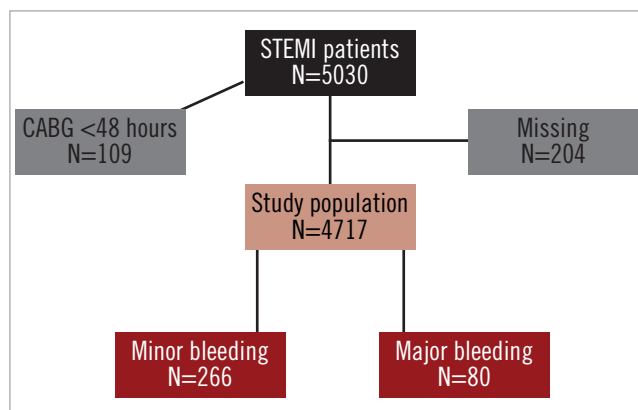 STEMI patients
N=5030
CABG <48 hours
N=109
Missing
N=204
Study population
N=4717
Minor bleeding
N=266
Major bleeding
N=80